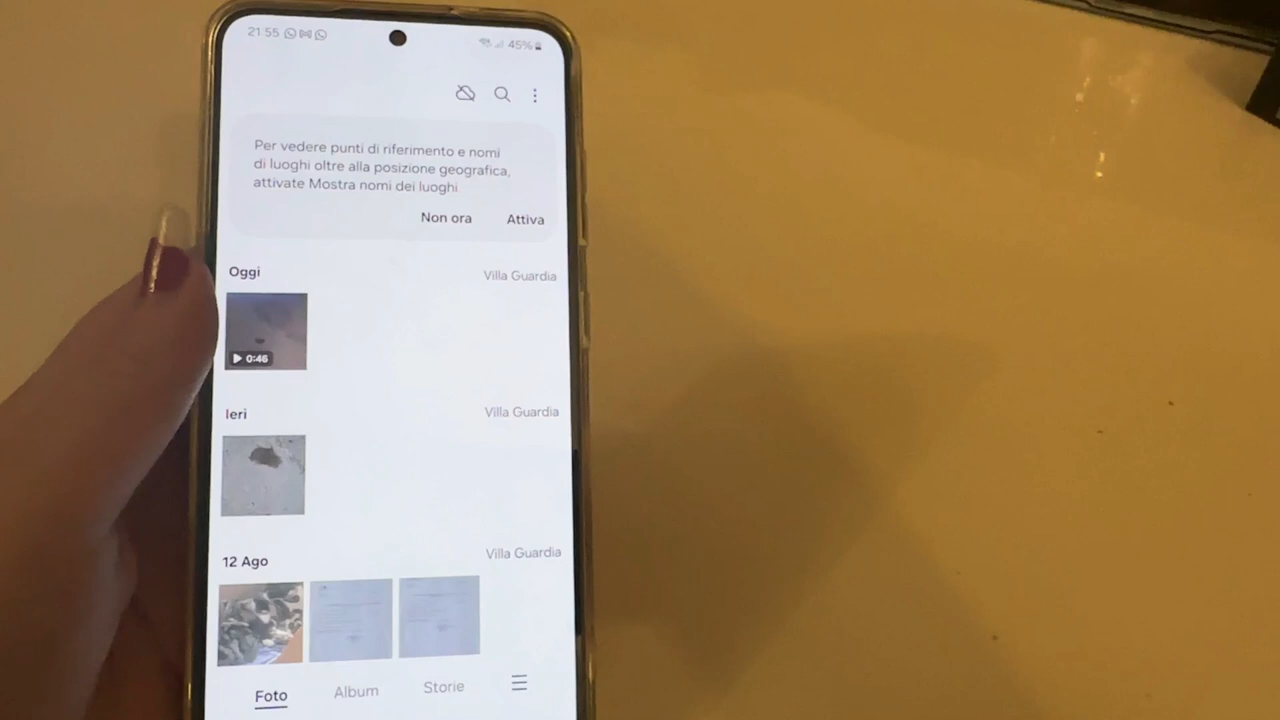 21:55
45%
Per vedere punti di riferimento e nomi
di luoghi oltre alla posizione geografica,
attivate Mostra nomi dei luoghi
Non ora Attiva
Oggi Villa Guardia
0:46
Ieri Villa Guardia
12 Ago Villa Guardia
Foto Album Storie